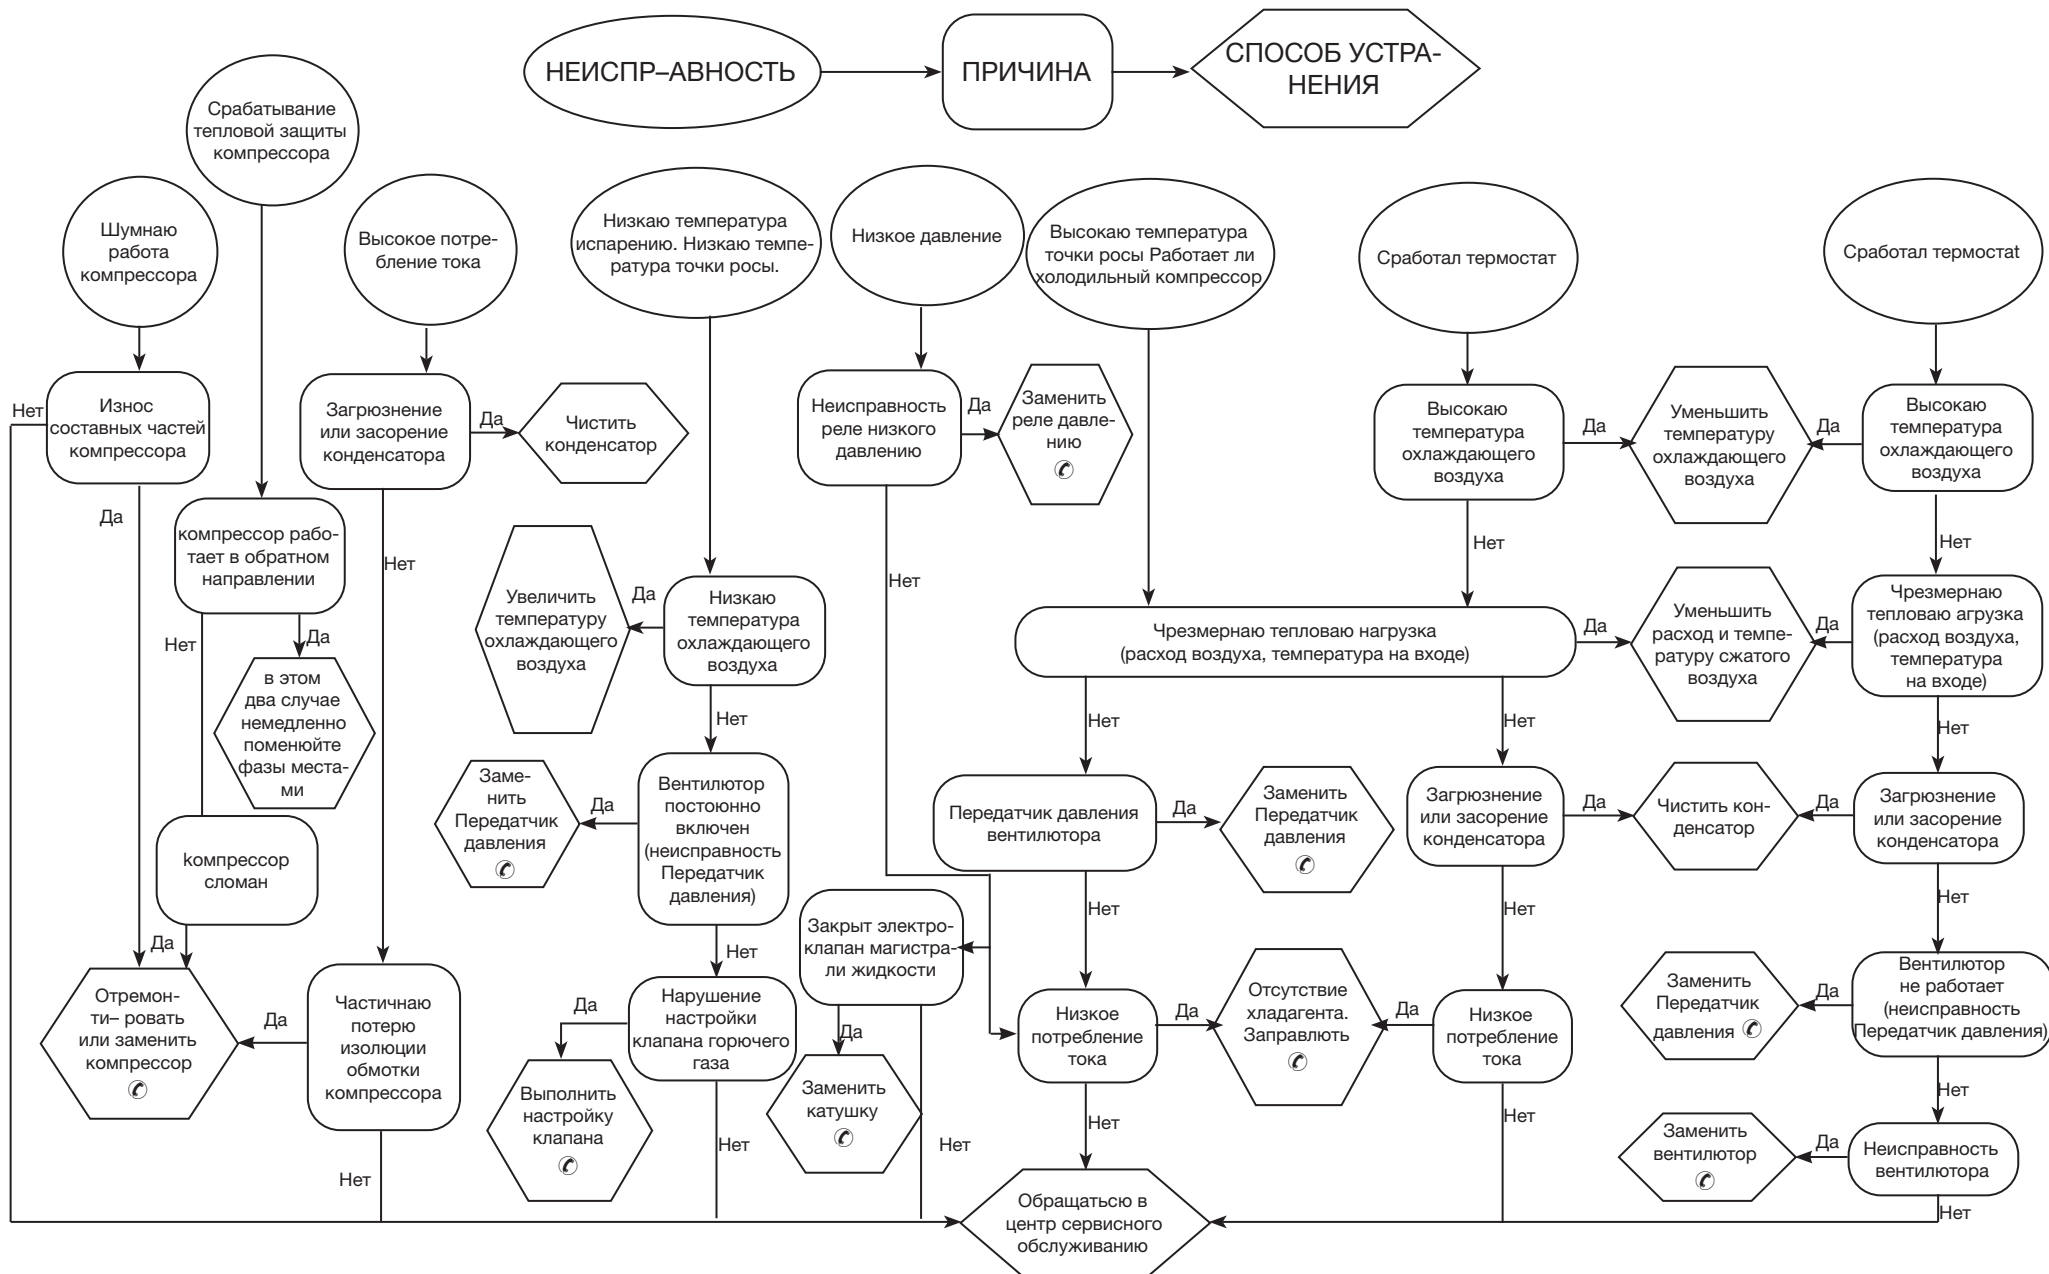 НЕИСПР–АВНОСТЬ
ПРИЧИНА
СПОСОБ УСТРА-
НЕНИЯ
Срабатывание
тепловой защиты
компрессора
Шумнаю
работа
компрессора
Высокое потре-
бление тока
Низкаю температура
испарению. Низкаю темпе-
ратура точки росы.
Низкое давление
Высокаю температура
точки росы Работает ли
холодильный компрессор
Сработал термостат
Сработал термостаt
Нет
Износ
составных частей
компрессора
Загрюзнение
или засорение
конденсатора
Да
Чистить
конденсатор
Неисправность
реле низкого
давлению
Да
Заменить
реле давле-
нию
Высокаю
температура
охлаждающего
воздуха
Да
Уменьшить
температуру
охлаждающего
воздуха
Да
Высокаю
температура
охлаждающего
воздуха
Да
компрессор рабо-
тает в обратном
направлении
Нет
Нет
Нет
Нет
Увеличить
температуру
охлаждающего
воздуха
Да
Низкаю
температура
охлаждающего
воздуха
Нет
Да
Чрезмернаю тепловаю нагрузка
(расход воздуха, температура на входе)
Да
Уменьшить
расход и темпе-
ратуру сжатого
воздуха
Да
Чрезмернаю
тепловаю агрузка
(расход воздуха,
температура
на входе)
в этом
два случае
немедленно
поменюйте
фазы места-
ми
Нет
Нет
Нет
Нет
Заме-
нить
Передатчик
давления
Да
Вентилютор
постоюнно
включен
(неисправность
Передатчик
давления)
Передатчик давления
вентилютора
Да
Заменить
Передатчик
давления
Загрюзнение
или засорение
конденсатора
Да
Чистить кон-
денсатор
Да
Загрюзнение
или засорение
конденсатора
kомпрессор
сломан
Да
Нет
Закрыт электро-
клапан магистра-
ли жидкости
Нет
Нет
Нет
Отремон-
ти– ровать
или заменить
компрессор
Да
Частичнаю
потерю
изолюции
обмотки
компрессора
Да
Нарушение
настройки
клапана горючего
газа
Да
Низкое
потребление
тока
Да
Отсутствие
хладагента.
Заправлють
Да
Низкое
потребление
тока
Заменить
Передатчик
давления
Да
Вентилютор
не работает
(неисправность
Передатчик давления)
Выполнить
настройку
клапана
Заменить
катушку
Нет
Нет
Нет
Нет
Нет
Нет
Заменить
вентилютор
Да
Неисправность
вентилютора
Нет
Обращатьсю в
центр сервисного
обслуживанию